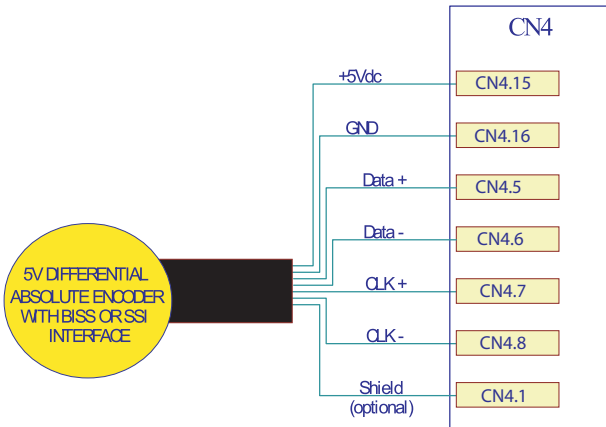 CN4
+5Vdc
CN4.15
GND
CN4.16
Data +
CN4.5
Data -
CN4.6
5V DIFFERENTIAL
ABSOLUTE ENCODER
WITH BISS OR SSI
INTERFACE
CLK +
CN4.7
CLK -
CN4.8
Shield
(optional)
CN4.1